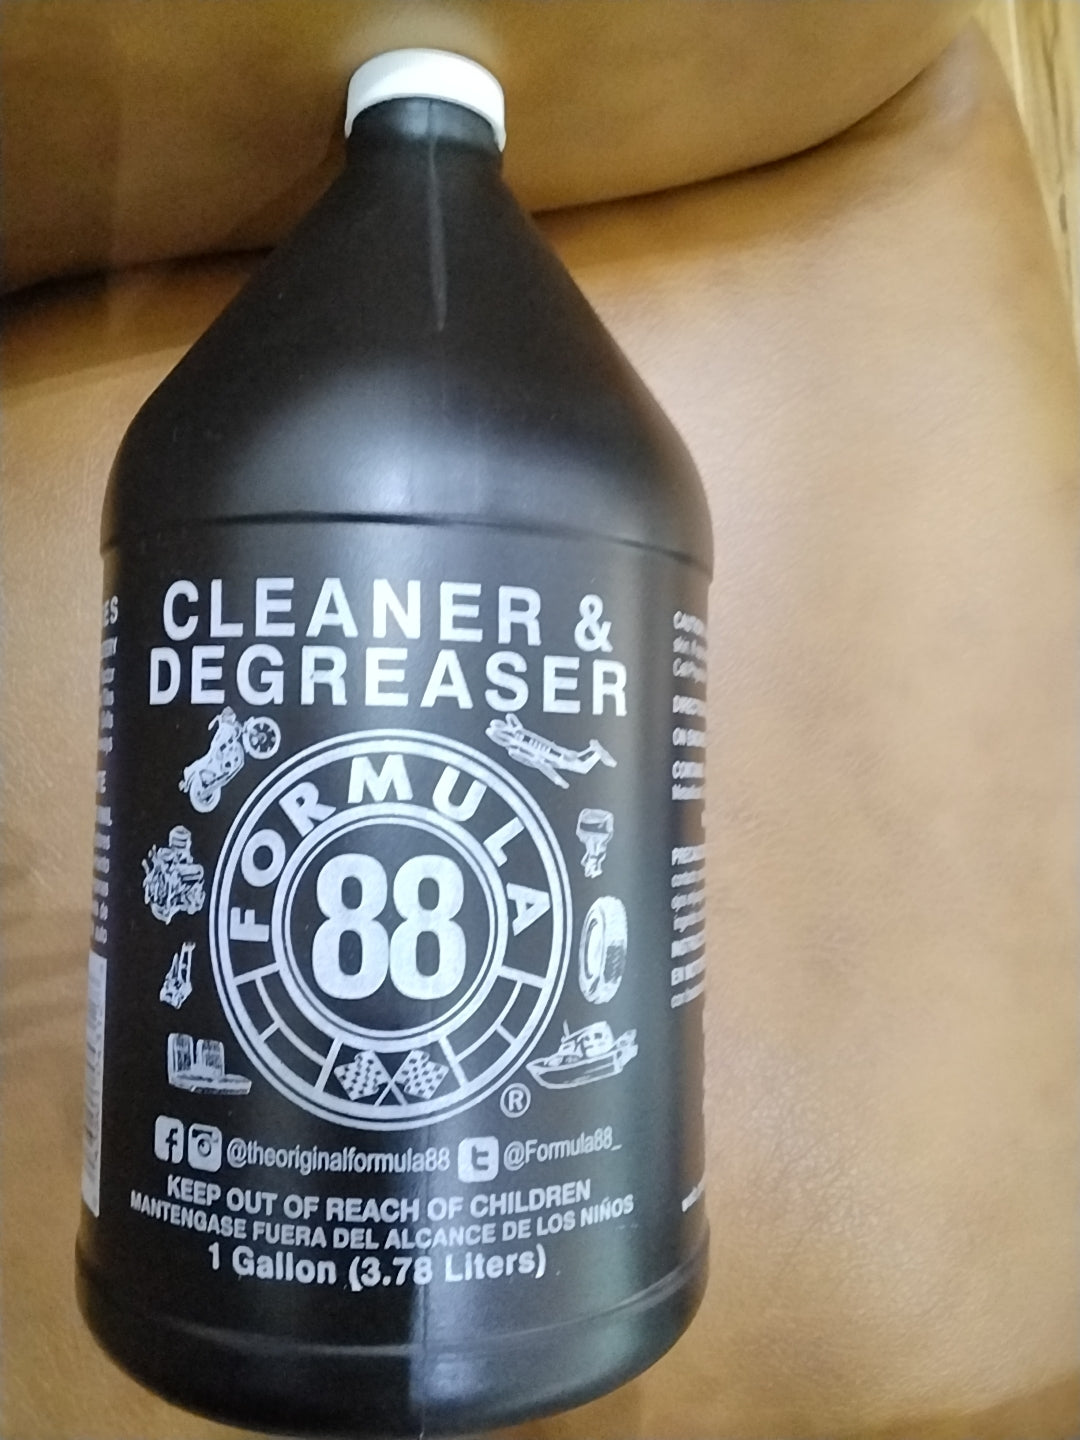 CLEANER &
DEGREASER
FORMULA
88
®
@theoriginalformula88 @Formula88_
KEEP OUT OF REACH OF CHILDREN
MANTENGASE FUERA DEL ALCANCE DE LOS NIÑOS
1 Gallon (3.78 Liters)